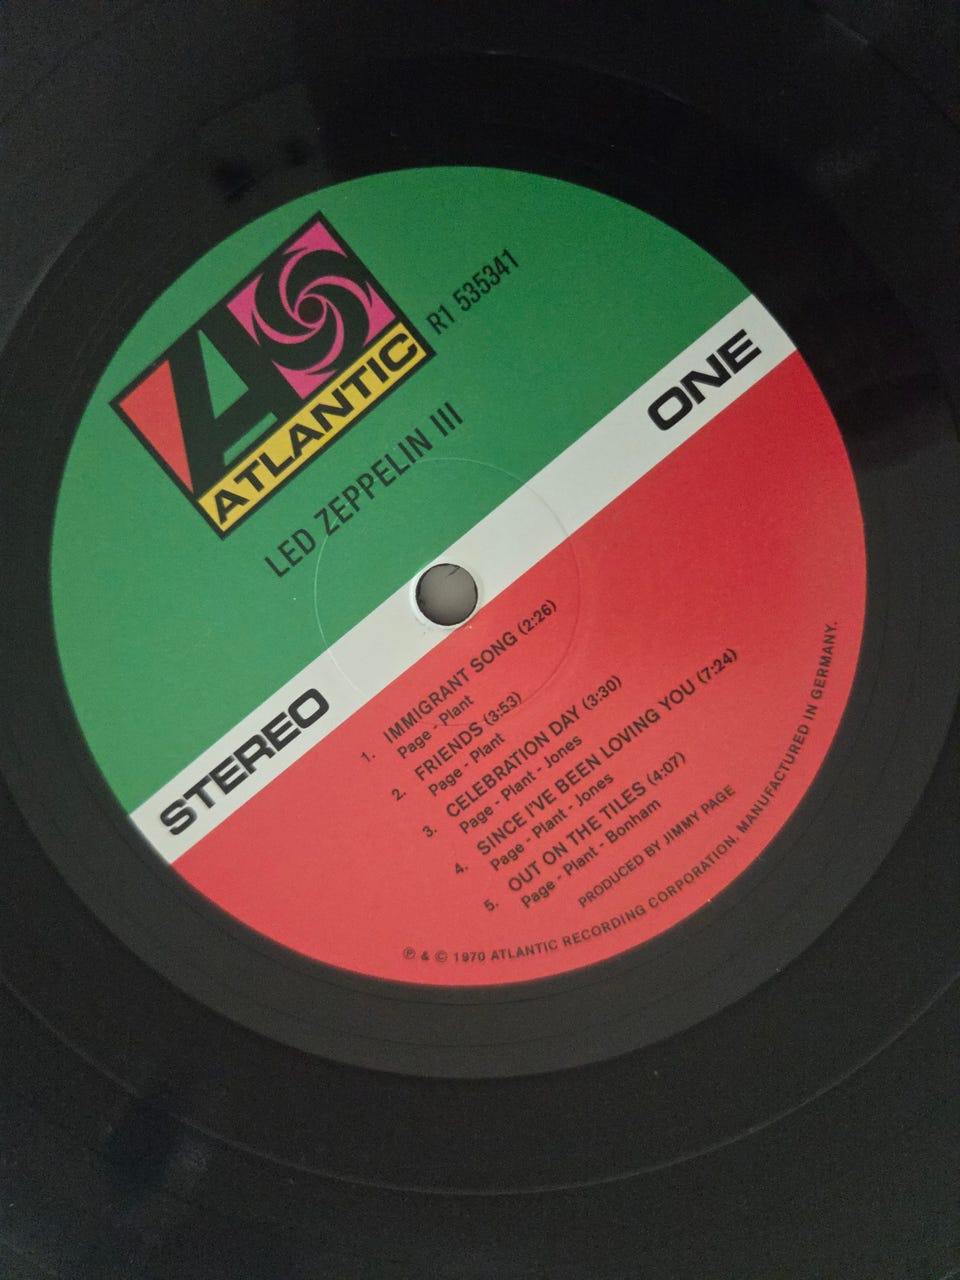 ATLANTIC
R1 535341
LED ZEPPELIN III
STEREO
ONE
1. IMMIGRANT SONG (2:26)
Page - Plant
2. FRIENDS (3:53)
Page - Plant
3. CELEBRATION DAY (3:30)
Page - Plant - Jones
4. SINCE I'VE BEEN LOVING YOU (7:24)
Page - Plant - Jones
5. OUT ON THE TILES (4:07)
Page - Plant - Bonham
PRODUCED BY JIMMY PAGE
℗ & © 1970 ATLANTIC RECORDING CORPORATION. MANUFACTURED IN GERMANY.